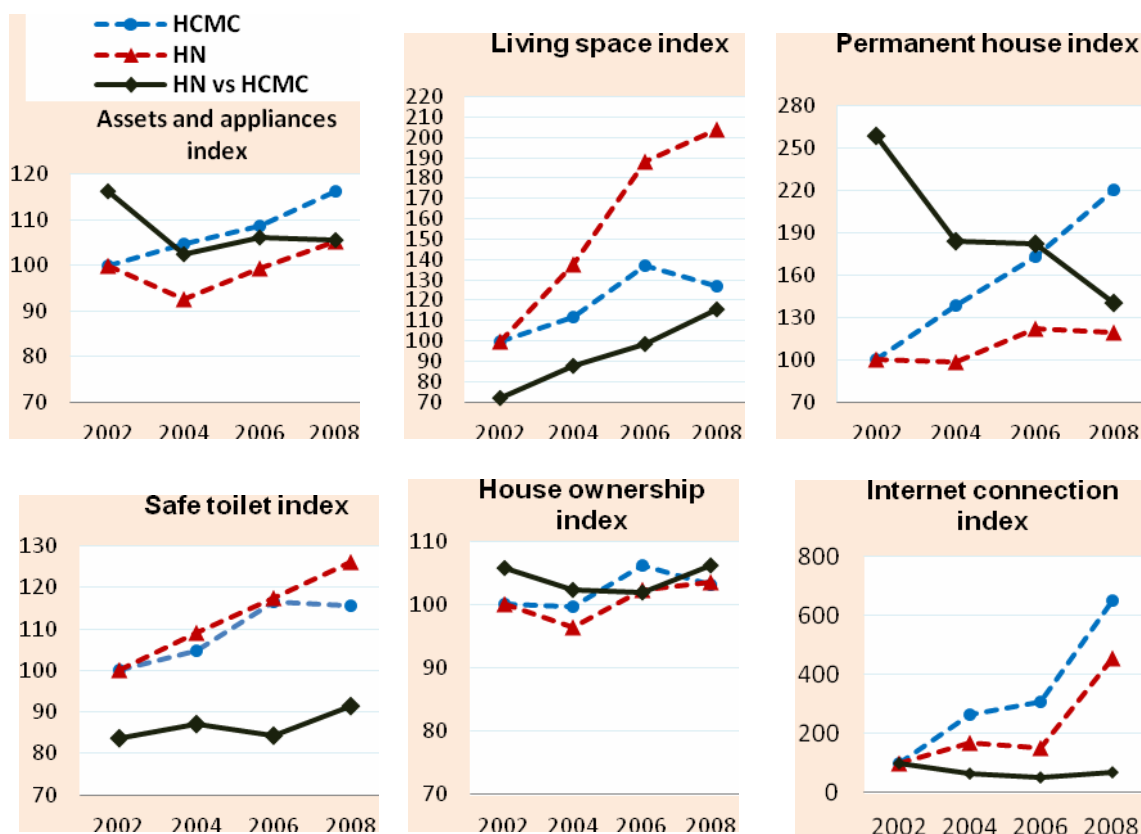 HCMC
HN
HN vs HCMC
Assets and appliances
index
120
110
100
90
80
70
2002 2004 2006 2008
Living space index
220
210
200
190
180
170
160
150
140
130
120
110
100
90
80
70
2002 2004 2006 2008
Permanent house index
280
250
220
190
160
130
100
70
2002 2004 2006 2008
Safe toilet index
130
120
110
100
90
80
70
2002 2004 2006 2008
House ownership
index
110
100
90
80
70
2002 2004 2006 2008
Internet connection
index
800
600
400
200
0
2002 2004 2006 2008